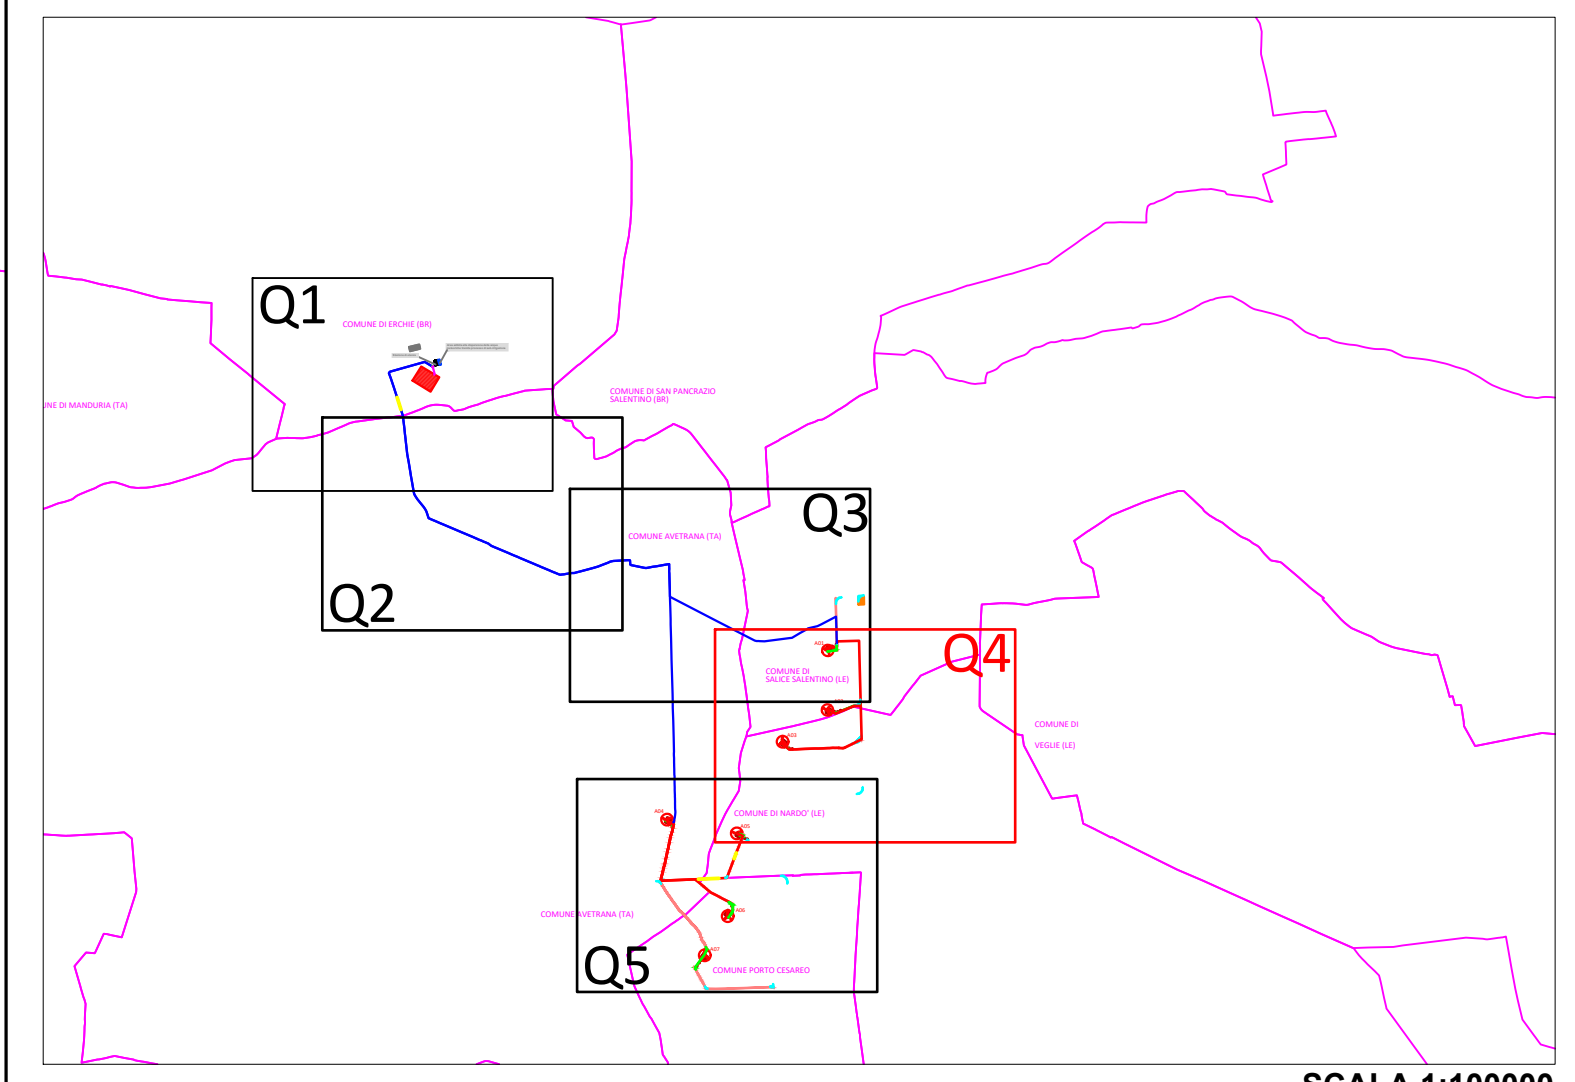 Q1
COMUNE DI ERCHIE (BR)
COMUNE DI SAN PANCRAZIO
SALENTINO (BR)
UNE DI MANDURIA (TA)
Q3
COMUNE AVETRANA (TA)
Q2
A01
Q4
COMUNE DI
SALICE SALENTINO (LE)
COMUNE DI
VEGLIE (LE)
A03
A04
COMUNE DI NARDO' (LE)
A05
COMUNE AVETRANA (TA)
A06
A07
Q5
COMUNE PORTO CESAREO
SCALA 1:100000